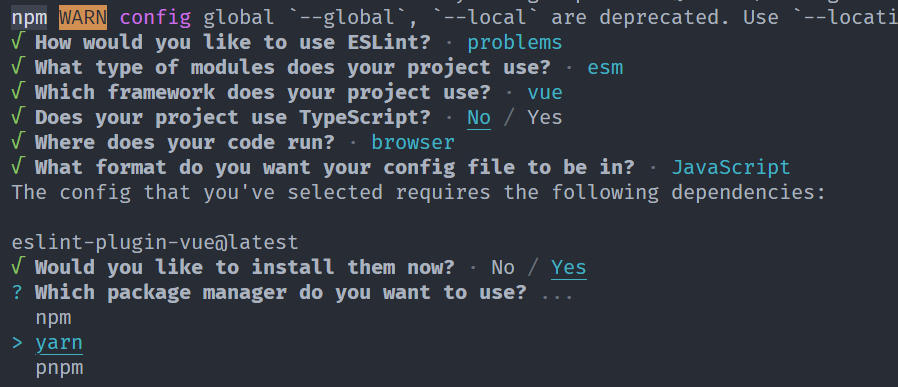 npm WARN config global `--global`, `--local` are deprecated. Use `--locati
√ How would you like to use ESLint? · problems
√ What type of modules does your project use? · esm
√ Which framework does your project use? · vue
√ Does your project use TypeScript? · No / Yes
√ Where does your code run? · browser
√ What format do you want your config file to be in? · JavaScript
The config that you've selected requires the following dependencies:
eslint-plugin-vue@latest
√ Would you like to install them now? · No / Yes
? Which package manager do you want to use? ...
npm
> yarn
pnpm